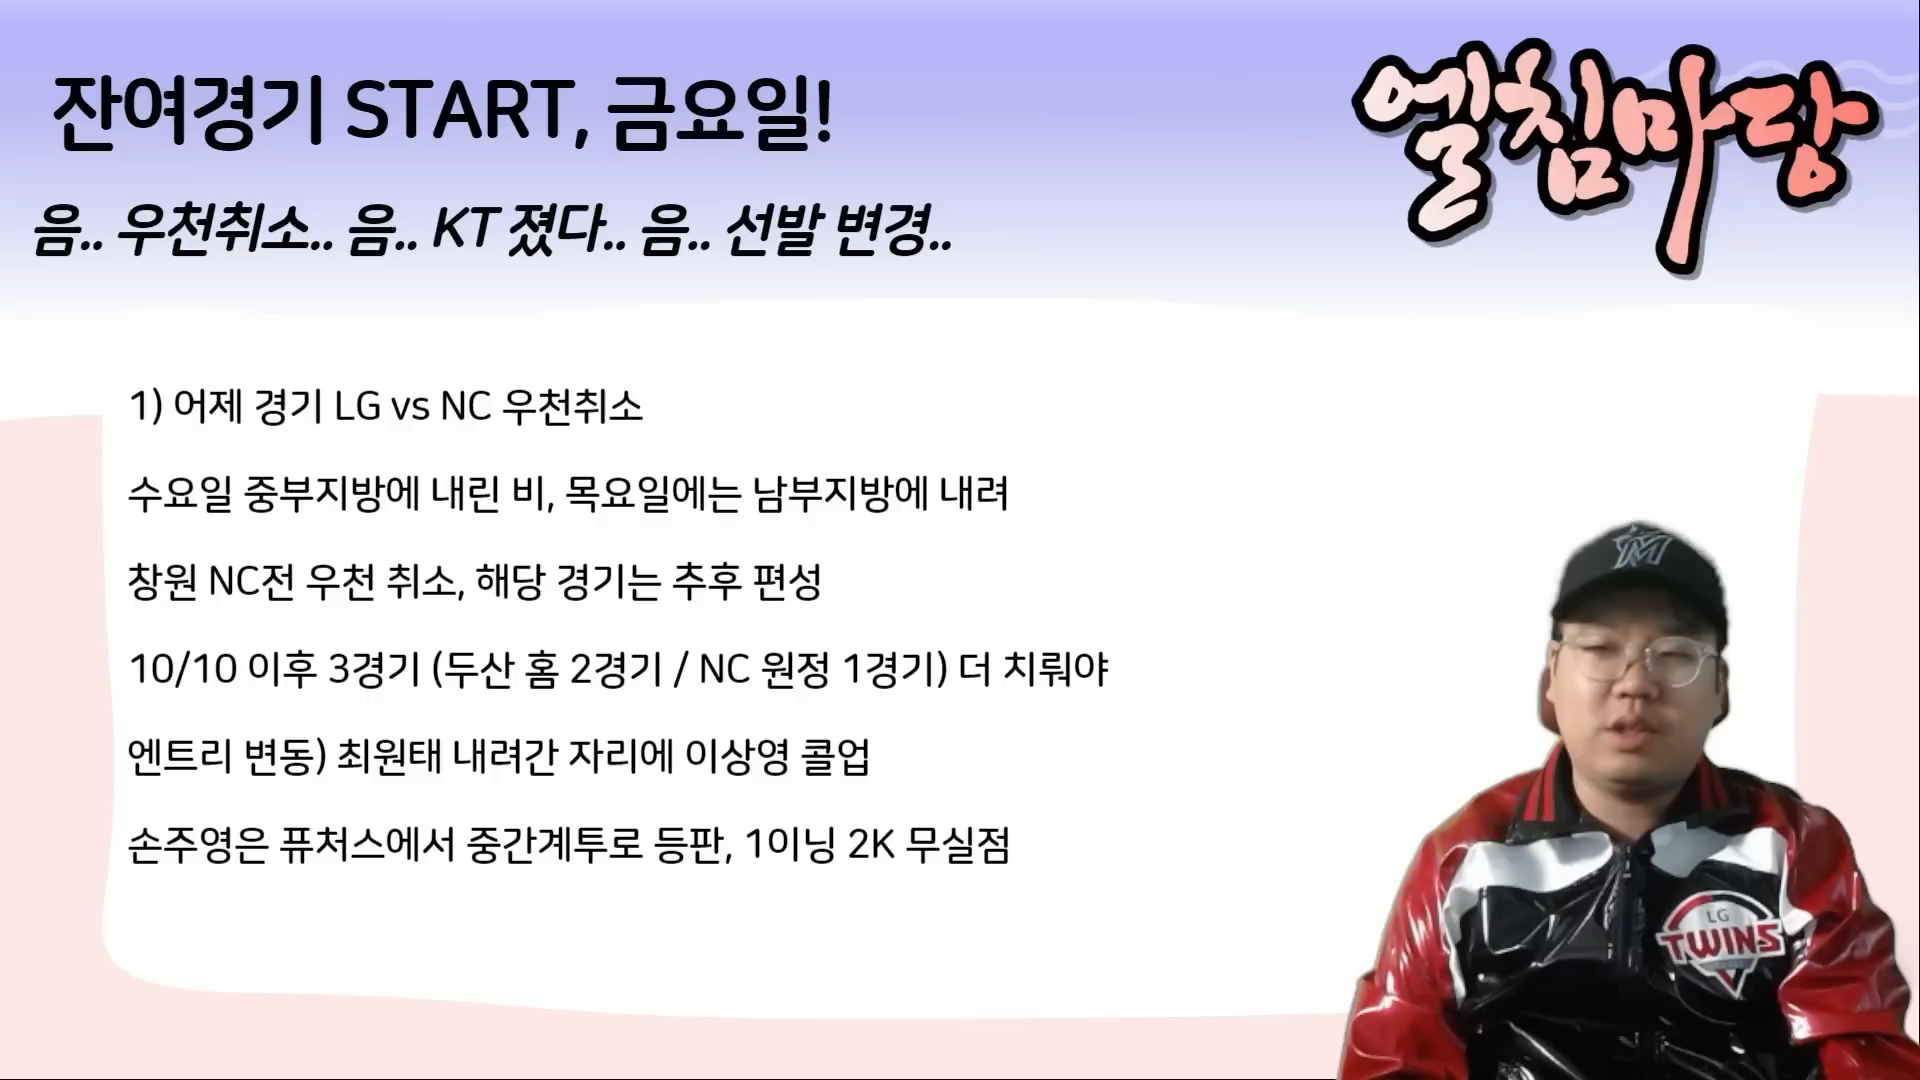 잔여경기 START, 금요일!
엘침마당
음.. 우천취소.. 음.. KT 졌다.. 음.. 선발 변경..
1) 어제 경기 LG vs NC 우천취소
수요일 중부지방에 내린 비, 목요일에는 남부지방에 내려
창원 NC전 우천 취소, 해당 경기는 추후 편성
10/10 이후 3경기 (두산 홈 2경기 / NC 원정 1경기) 더 치뤄야
엔트리 변동) 최원태 내려간 자리에 이상영 콜업
손주영은 퓨처스에서 중간계투로 등판, 1이닝 2K 무실점
M
LG
TWINS